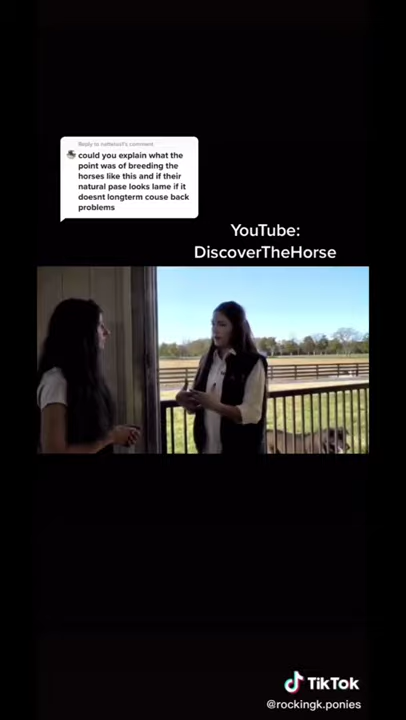 Reply to
comment
could you explain what the
point was of breeding the
horses like this and if their
natural pase looks lame if it
doesnt longterm couse back
problems
YouTube:
DiscoverTheHorse
TikTok
@rockingk.ponies